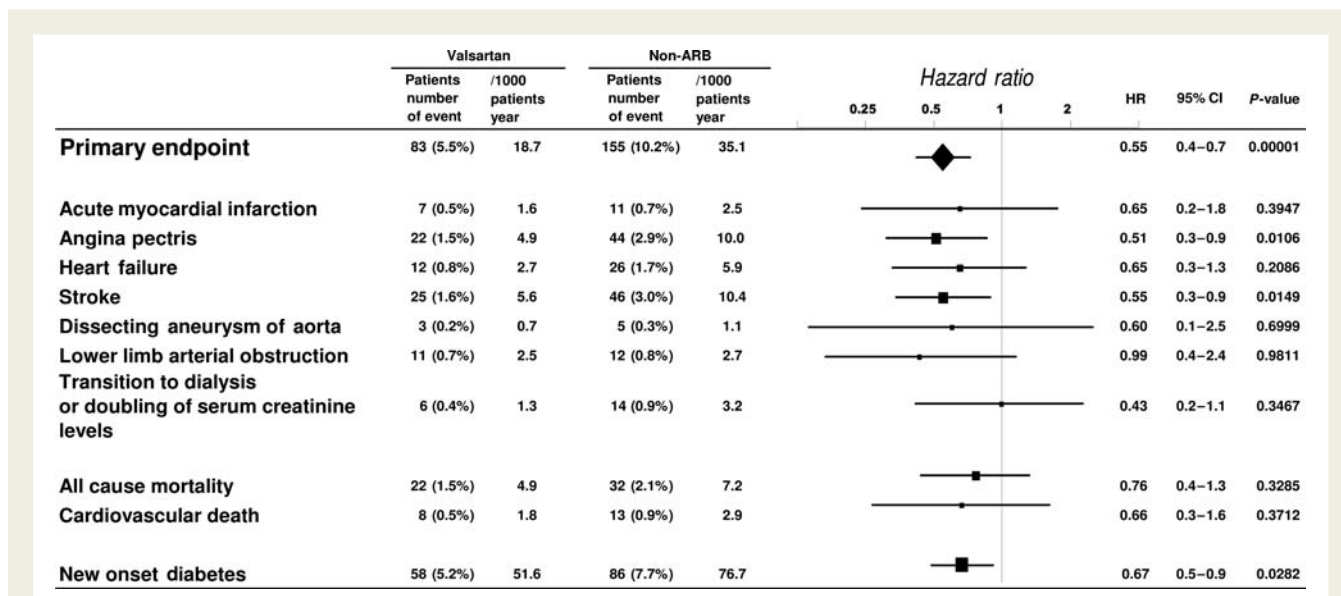 Valsartan Non-ARB
Patients number of event /1000 patients year Patients number of event /1000 patients year Hazard ratio HR 95% CI P-value
0.25 0.5 1 2
Primary endpoint 83 (5.5%) 18.7 155 (10.2%) 35.1 0.55 0.4–0.7 0.00001
Acute myocardial infarction 7 (0.5%) 1.6 11 (0.7%) 2.5 0.65 0.2–1.8 0.3947
Angina pectris 22 (1.5%) 4.9 44 (2.9%) 10.0 0.51 0.3–0.9 0.0106
Heart failure 12 (0.8%) 2.7 26 (1.7%) 5.9 0.65 0.3–1.3 0.2086
Stroke 25 (1.6%) 5.6 46 (3.0%) 10.4 0.55 0.3–0.9 0.0149
Dissecting aneurysm of aorta 3 (0.2%) 0.7 5 (0.3%) 1.1 0.60 0.1–2.5 0.6999
Lower limb arterial obstruction 11 (0.7%) 2.5 12 (0.8%) 2.7 0.99 0.4–2.4 0.9811
Transition to dialysis
or doubling of serum creatinine 6 (0.4%) 1.3 14 (0.9%) 3.2 0.43 0.2–1.1 0.3467
levels
All cause mortality 22 (1.5%) 4.9 32 (2.1%) 7.2 0.76 0.4–1.3 0.3285
Cardiovascular death 8 (0.5%) 1.8 13 (0.9%) 2.9 0.66 0.3–1.6 0.3712
New onset diabetes 58 (5.2%) 51.6 86 (7.7%) 76.7 0.67 0.5–0.9 0.0282